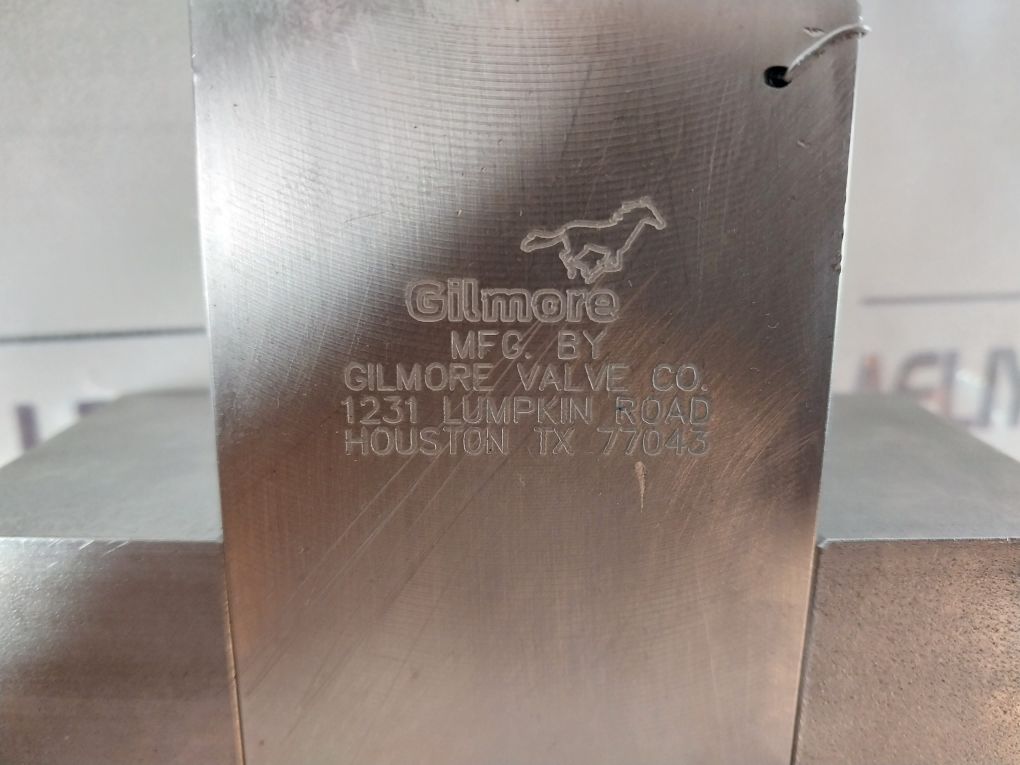 Gilmore
MFG. BY
GILMORE VALVE CO.
1231 LUMPKIN ROAD
HOUSTON TX 77043